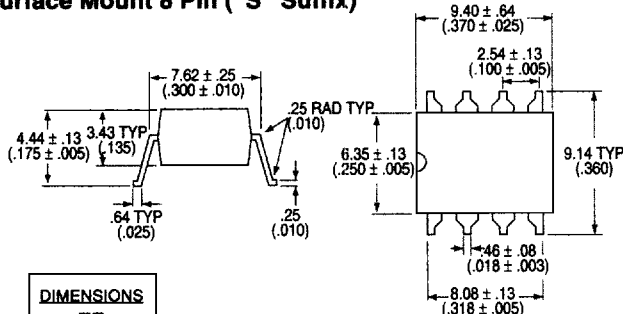 Surface Mount 8 Pin ("S" Suffix)
7.62 ± .25
(.300 ± .010)
4.44 ± .13
(.175 ± .005)
3.43 TYP
(.135)
.25 RAD TYP
(.010)
.64 TYP
(.025)
.25
(.010)
9.40 ± .64
(.370 ± .025)
2.54 ± .13
(.100 ± .005)
6.35 ± .13
(.250 ± .005)
9.14 TYP
(.360)
.46 ± .08
(.018 ± .003)
8.08 ± .13
(.318 ± .005)
DIMENSIONS